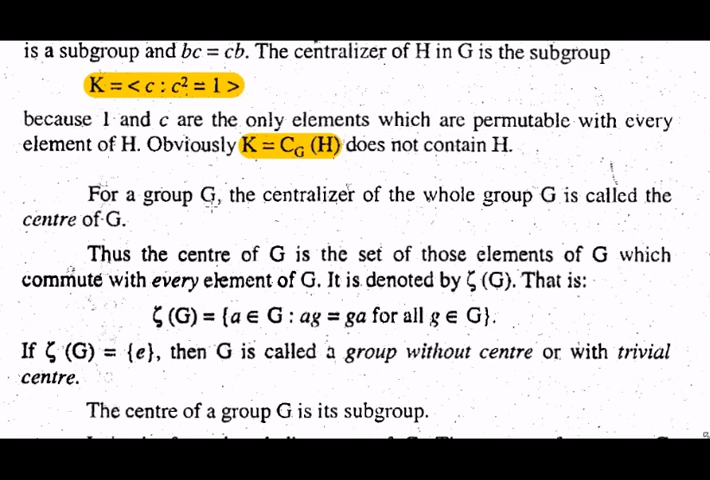 is a subgroup and bc = cb. The centralizer of H in G is the subgroup
K = < c : c² = 1 >
because 1 and c are the only elements which are permutable with every
element of H. Obviously K = C_G (H) does not contain H.
For a group G, the centralizer of the whole group G is called the
centre of G.
Thus the centre of G is the set of those elements of G which
commute with every element of G. It is denoted by ζ (G). That is:
ζ (G) = {a ∈ G : ag = ga for all g ∈ G}.
If ζ (G) = {e}, then G is called a group without centre or with trivial
centre.
The centre of a group G is its subgroup.